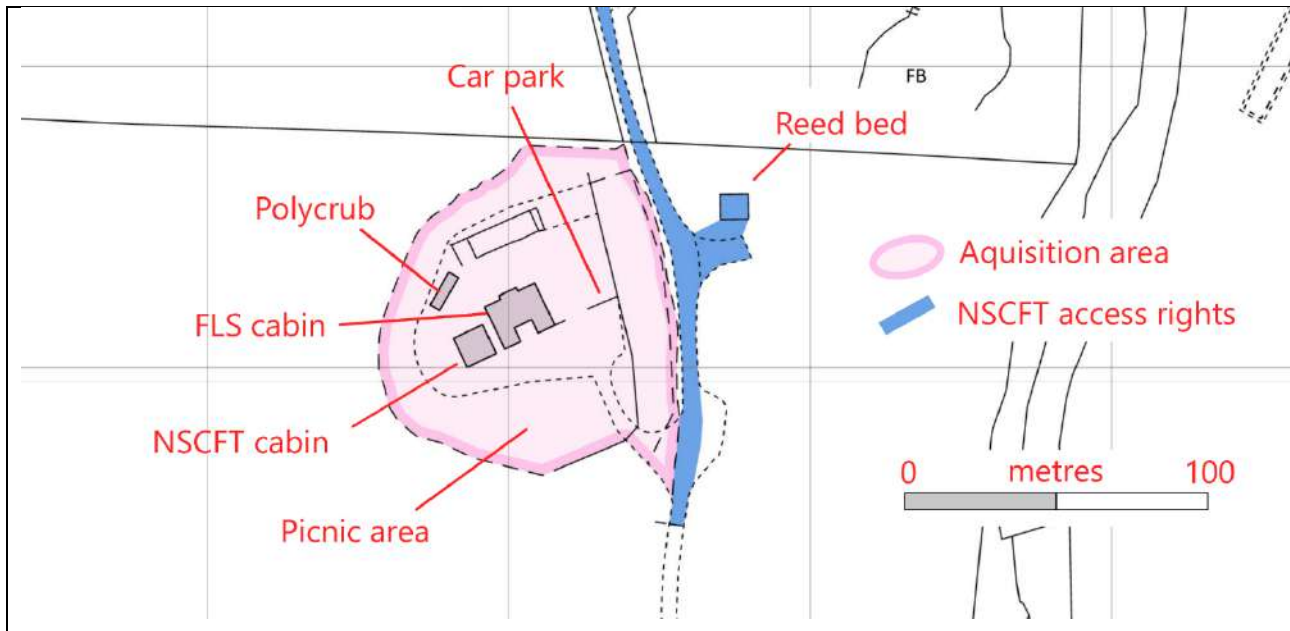 FB
Car park
Reed bed
Polycrub
Aquisition area
FLS cabin
NSCFT access rights
NSCFT cabin
0 metres 100
Picnic area